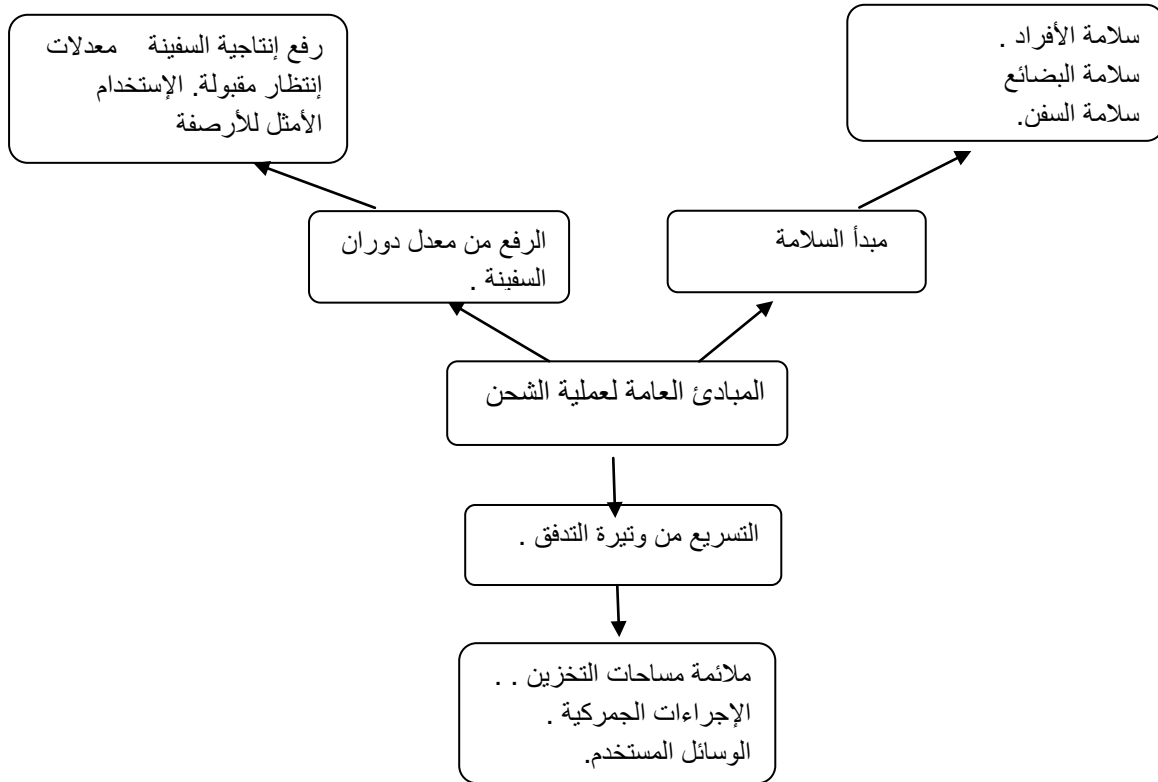 سلامة الأفراد .
سلامة البضائع
سلامة السفن.
رفع إنتاجية السفينة معدلات
إنتظار مقبولة. الإستخدام
الأمثل للأرصفة
مبدأ السلامة
الرفع من معدل دوران
السفينة .
المبادئ العامة لعملية الشحن
التسريع من وتيرة التدفق .
ملائمة مساحات التخزين . .
الإجراءات الجمركية .
الوسائل المستخدم.